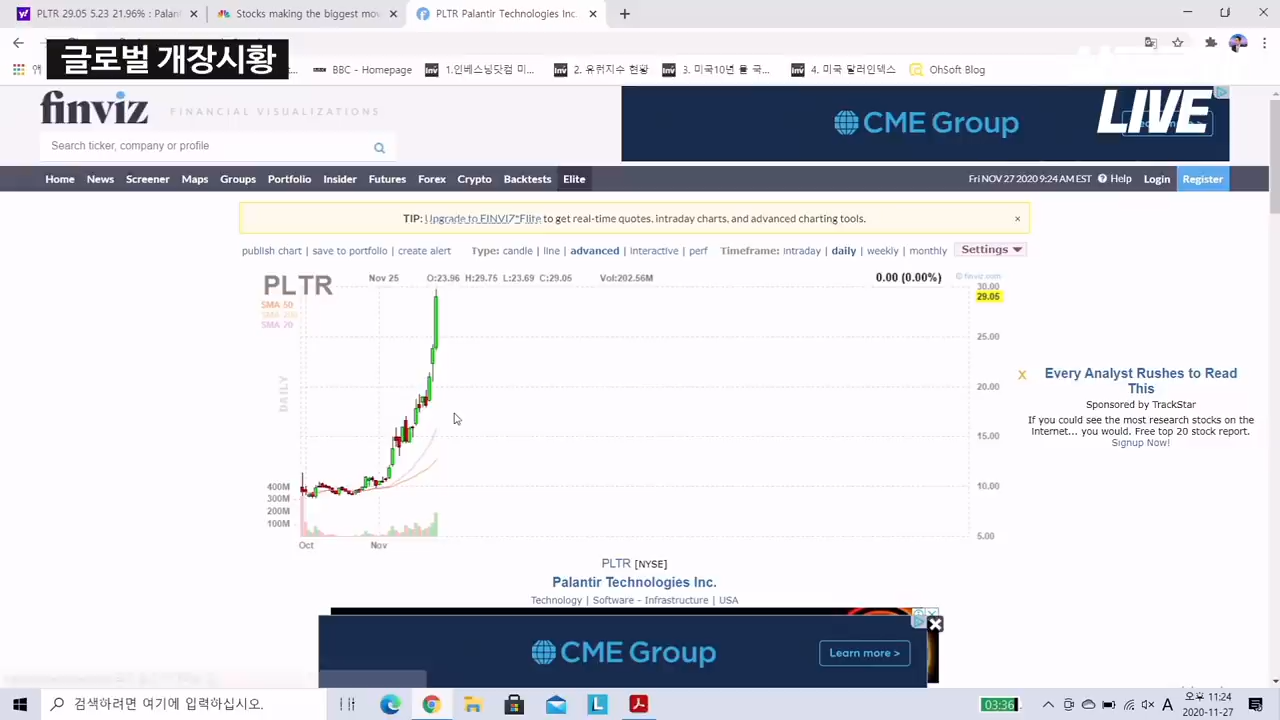 PLTR 29.05 5.23 21.96% : Palant
Stocks making the biggest mov
PLTR Palantir Technologies Inc.
글로벌 개장시황
BBC - Homepage
1.인베스팅닷컴 미...
2. 유런지수 현황
3. 미국10년 물 국...
4. 미국 달러인덱스
OhSoft Blog
finviz
FINANCIAL VISUALIZATIONS
CME Group
LIVE
Search ticker, company or profile
Home News Screener Maps Groups Portfolio Insider Futures Forex Crypto Backtests Elite
Fri NOV 27 2020 9:24 AM EST
Help
Login
Register
TIP: Upgrade to FINVIZ*Elite to get real-time quotes, intraday charts, and advanced charting tools.
×
publish chart | save to portfolio | create alert
Type: candle | line | advanced | interactive | perf
Timeframe: intraday | daily | weekly | monthly
Settings
PLTR
Nov 25
O:23.96 H:29.75 L:23.69 C:29.05
Vol:202.56M
0.00 (0.00%)
© finviz.com
SMA 50
SMA 200
SMA 20
DAILY
30.00
29.05
25.00
20.00
15.00
10.00
5.00
400M
300M
200M
100M
Oct
Nov
X
Every Analyst Rushes to Read
This
Sponsored by TrackStar
If you could see the most research stocks on the
Internet... you would. Free top 20 stock report.
Signup Now!
PLTR [NYSE]
Palantir Technologies Inc.
Technology | Software - Infrastructure | USA
CME Group
Learn more >
검색하려면 여기에 입력하십시오.
03:36
A
오후 11:24
2020-11-27